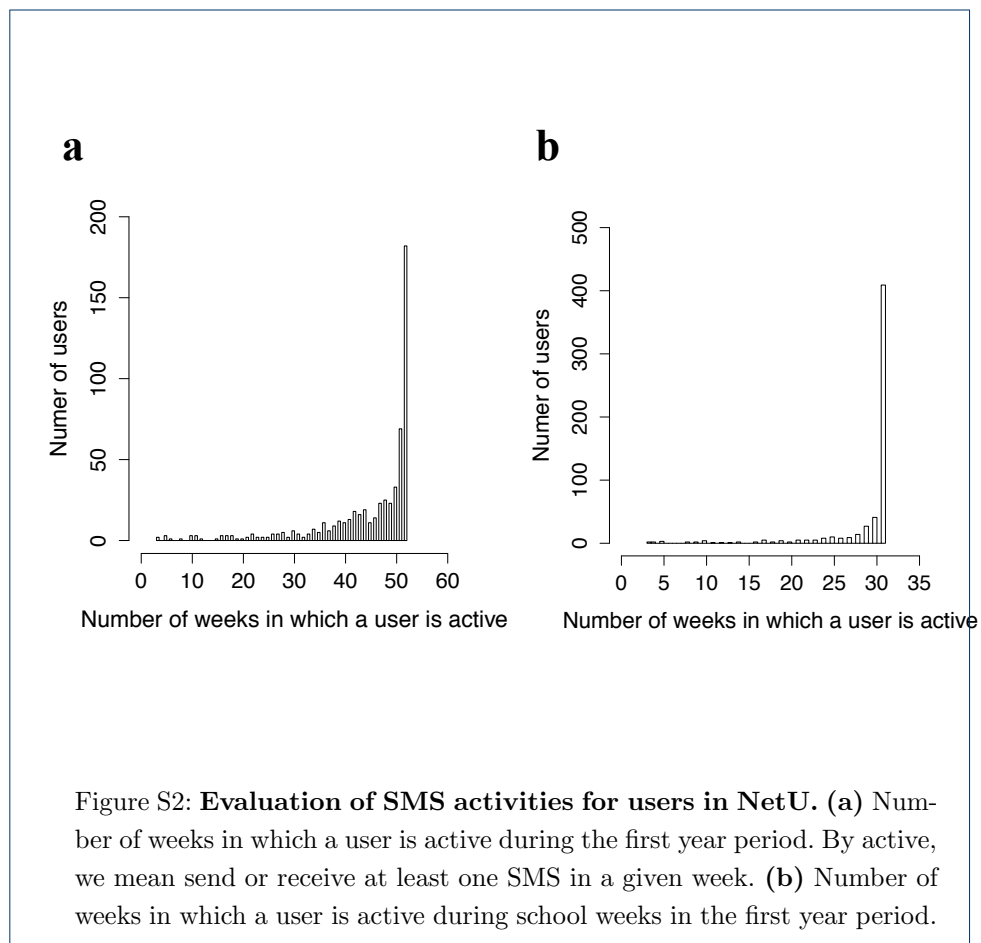 a
b
200
150
100
50
0
Numer of users
0 10 20 30 40 50 60
Number of weeks in which a user is active
500
400
300
200
100
0
Numer of users
0 5 10 15 20 25 30 35
Number of weeks in which a user is active
Figure S2: Evaluation of SMS activities for users in NetU. (a) Num-
ber of weeks in which a user is active during the first year period. By active,
we mean send or receive at least one SMS in a given week. (b) Number of
weeks in which a user is active during school weeks in the first year period.